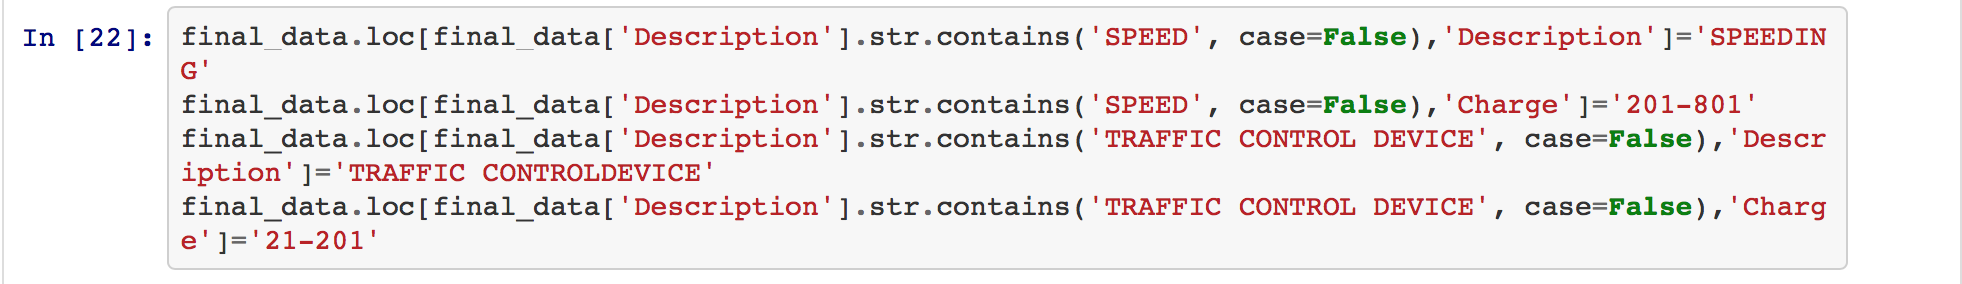 In [22]: final_data.loc[final_data['Description'].str.contains('SPEED', case=False),'Description']='SPEEDIN
G'
final_data.loc[final_data['Description'].str.contains('SPEED', case=False),'Charge']='201-801'
final_data.loc[final_data['Description'].str.contains('TRAFFIC CONTROL DEVICE', case=False),'Descr
iption']='TRAFFIC CONTROLDEVICE'
final_data.loc[final_data['Description'].str.contains('TRAFFIC CONTROL DEVICE', case=False),'Charg
e']='21-201'